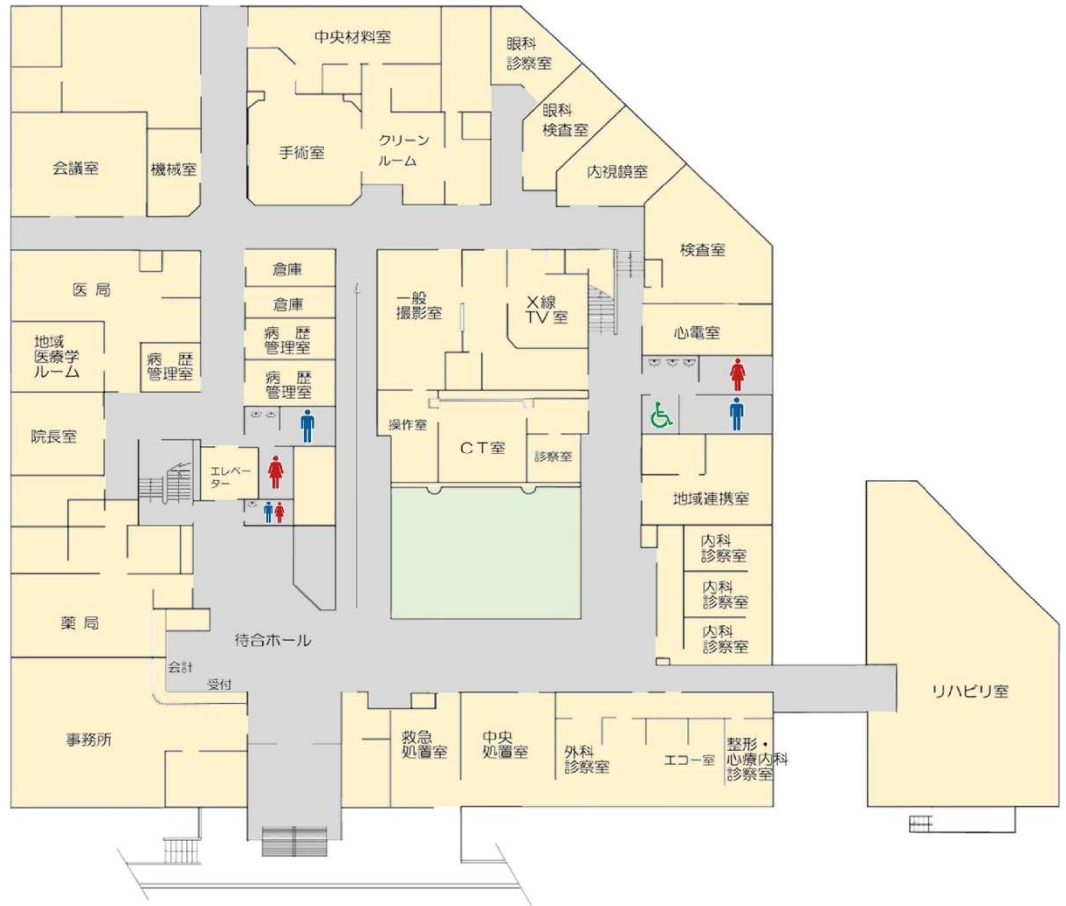 中央材料室
眼科
診察室
眼科
検査室
クリーン
ルーム
手術室
会議室
機械室
内視鏡室
検査室
倉庫
医局
倉庫
一般
撮影室
X線
TV室
心電室
地域
医療学
ルーム
病歴
管理室
病歴
管理室
病歴
管理室
操作室
院長室
CT室
診察室
エレベー
ター
地域連携室
内科
診察室
内科
診察室
内科
診察室
薬局
待合ホール
会計
受付
リハビリ室
事務所
救急
処置室
中央
処置室
外科
診察室
エコー室
整形・
心療内科
診察室